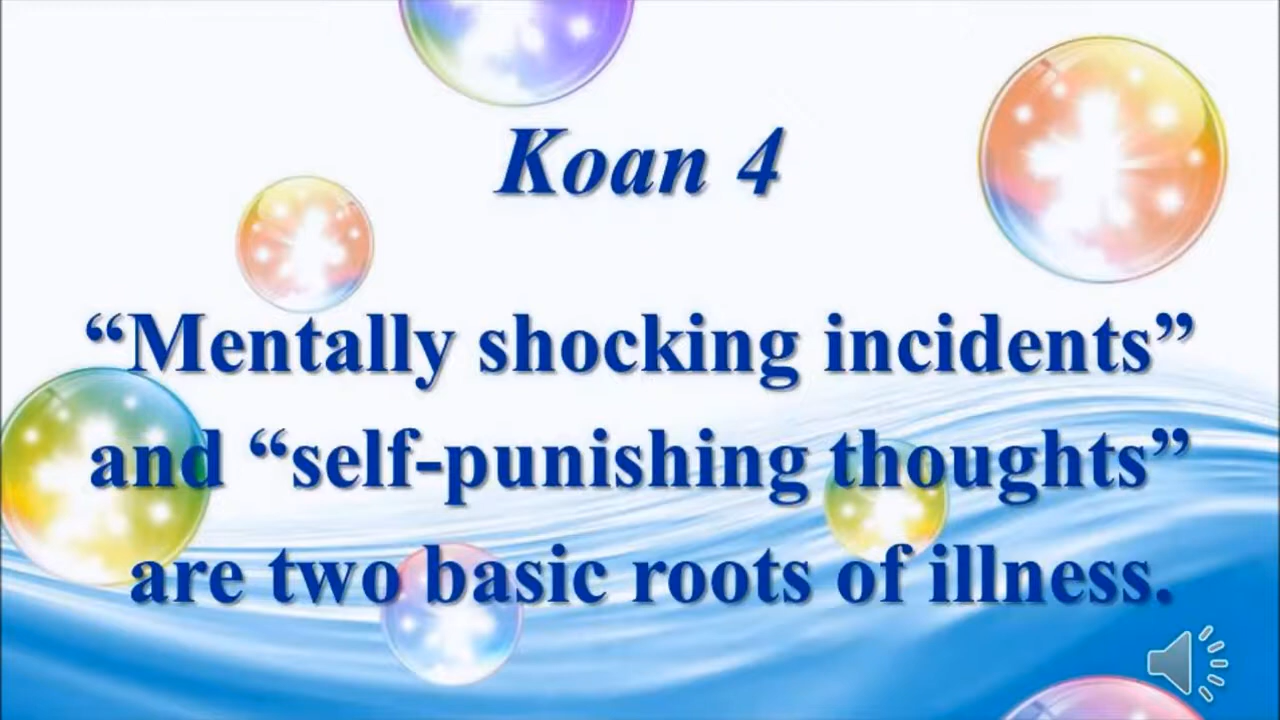 Koan 4
“Mentally shocking incidents”
and “self-punishing thoughts”
are two basic roots of illness.